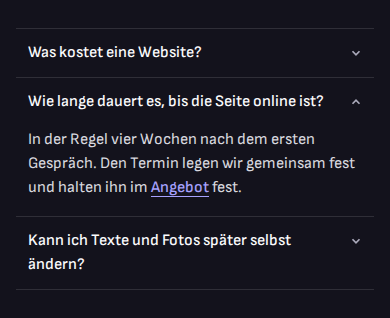 Was kostet eine Website?
Wie lange dauert es, bis die Seite online ist?
In der Regel vier Wochen nach dem ersten
Gespräch. Den Termin legen wir gemeinsam fest
und halten ihn im Angebot fest.
Kann ich Texte und Fotos später selbst
ändern?